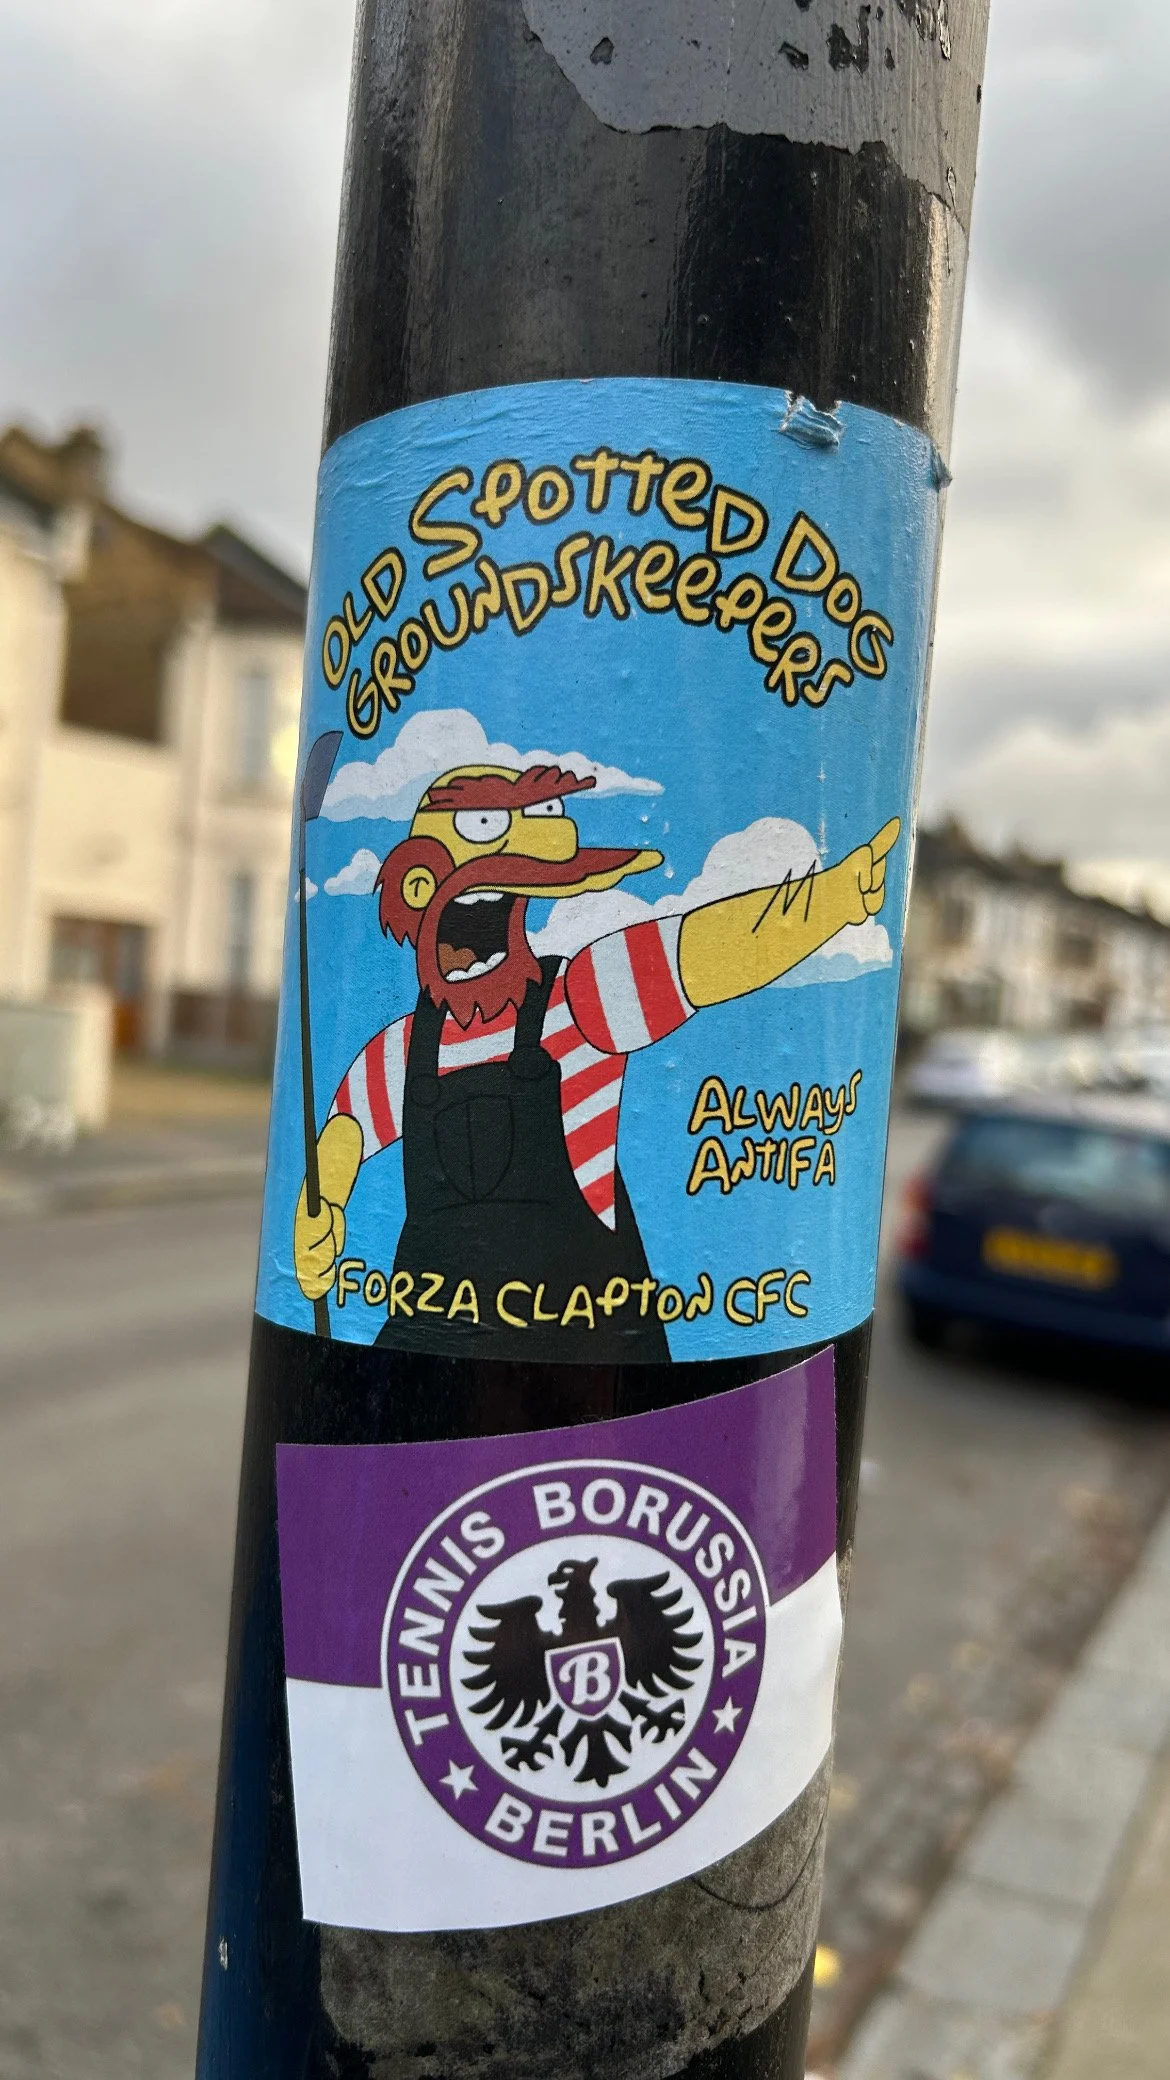 OLD SPOTTED DOG
GROUNDSKEEPERS
M
ALWAYS
ANTIFA
FORZA CLAPTON CFC
TENNIS BORUSSIA
B
BERLIN